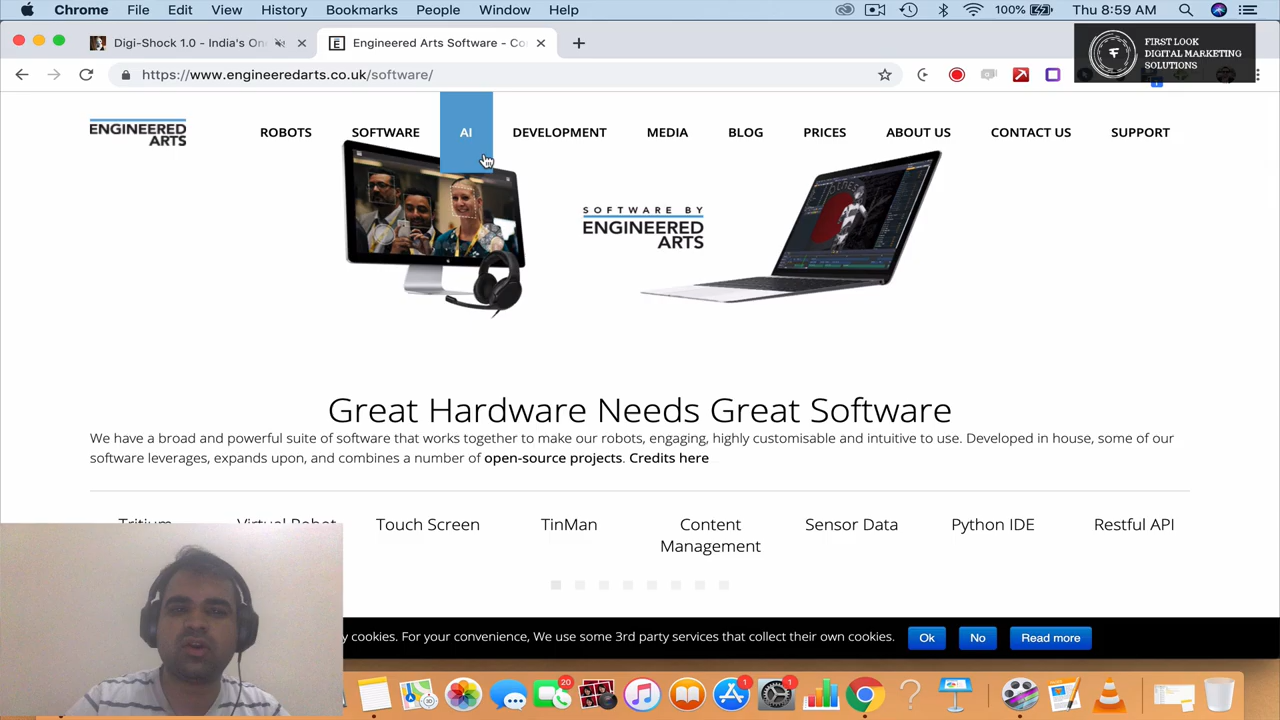 Chrome File Edit View History Bookmarks People Window Help 100% Thu 8:59 AM
Digi-Shock 1.0 - India's On
Engineered Arts Software - Co
FIRST LOOK
DIGITAL MARKETING
SOLUTIONS
https://www.engineeredarts.co.uk/software/
ENGINEERED
ARTS
ROBOTS SOFTWARE AI DEVELOPMENT MEDIA BLOG PRICES ABOUT US CONTACT US SUPPORT
SOFTWARE BY
ENGINEERED
ARTS
Great Hardware Needs Great Software
We have a broad and powerful suite of software that works together to make our robots, engaging, highly customisable and intuitive to use. Developed in house, some of our
software leverages, expands upon, and combines a number of open-source projects. Credits here
Tritium Virtual Robot Touch Screen TinMan Content Management Sensor Data Python IDE Restful API
y cookies. For your convenience, We use some 3rd party services that collect their own cookies. Ok No Read more
20 1 1